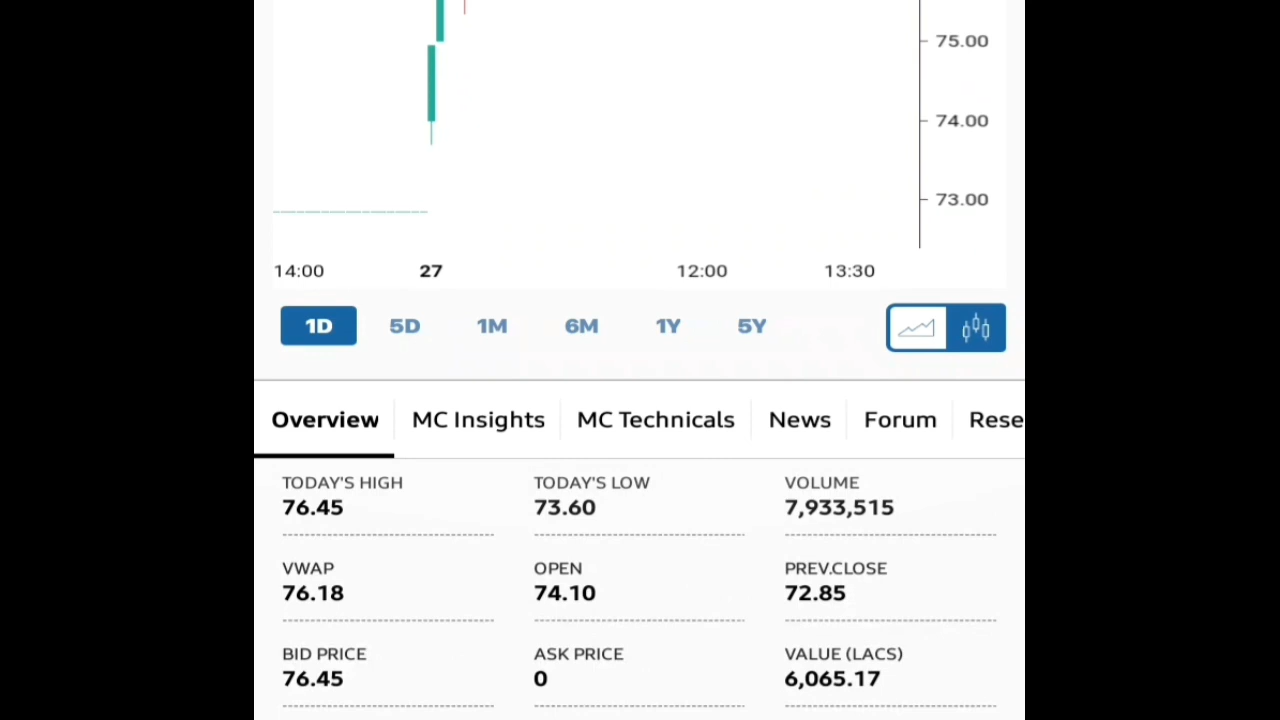 75.00
74.00
73.00
14:00 27 12:00 13:30
1D 5D 1M 6M 1Y 5Y
Overview MC Insights MC Technicals News Forum Rese
TODAY'S HIGH TODAY'S LOW VOLUME
76.45 73.60 7,933,515
VWAP OPEN PREV.CLOSE
76.18 74.10 72.85
BID PRICE ASK PRICE VALUE (LACS)
76.45 0 6,065.17